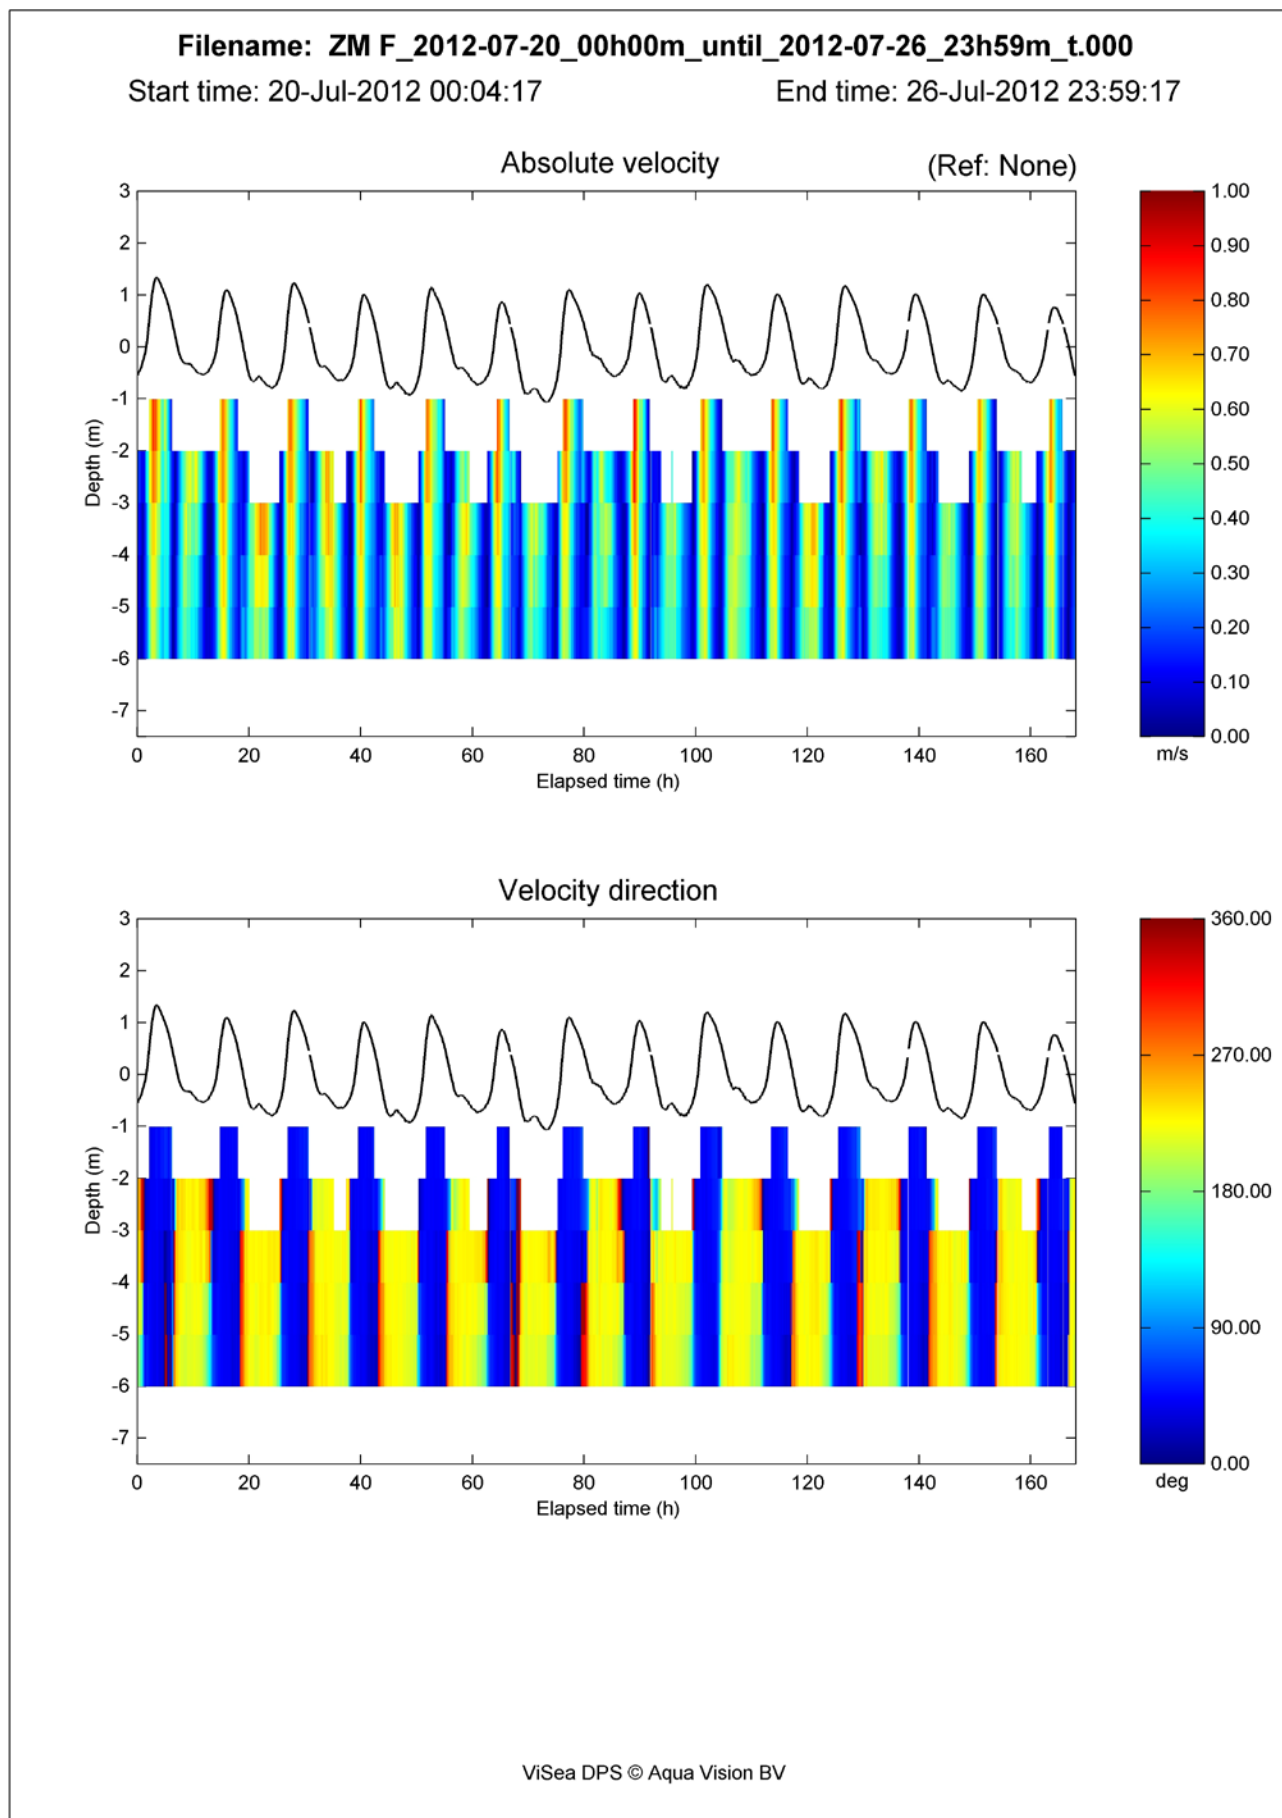 Filename: ZM F_2012-07-20_00h00m_until_2012-07-26_23h59m_t.000
Start time: 20-Jul-2012 00:04:17 End time: 26-Jul-2012 23:59:17
Absolute velocity (Ref: None)
3
2
1
0
-1
-2
-3
-4
-5
-6
-7
Depth (m)
0 20 40 60 80 100 120 140 160
Elapsed time (h)
1.00
0.90
0.80
0.70
0.60
0.50
0.40
0.30
0.20
0.10
0.00
m/s
Velocity direction
3
2
1
0
-1
-2
-3
-4
-5
-6
-7
Depth (m)
0 20 40 60 80 100 120 140 160
Elapsed time (h)
360.00
270.00
180.00
90.00
0.00
deg
ViSea DPS © Aqua Vision BV